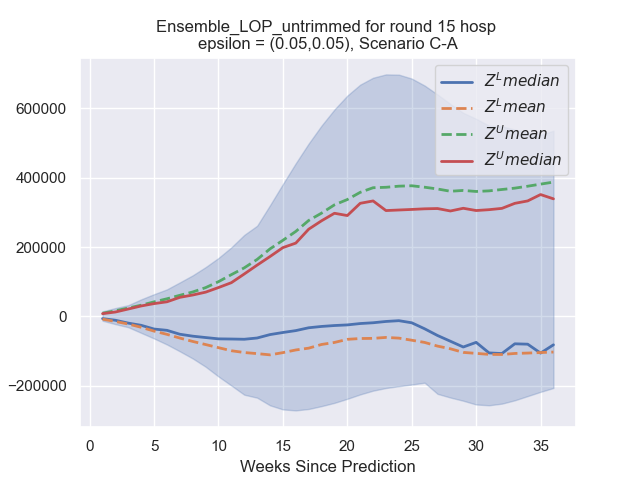 Ensemble_LOP_untrimmed for round 15 hosp
epsilon = (0.05,0.05), Scenario C-A
Z^L median
Z^L mean
Z^U mean
Z^U median
600000
400000
200000
0
−200000
0 5 10 15 20 25 30 35
Weeks Since Prediction